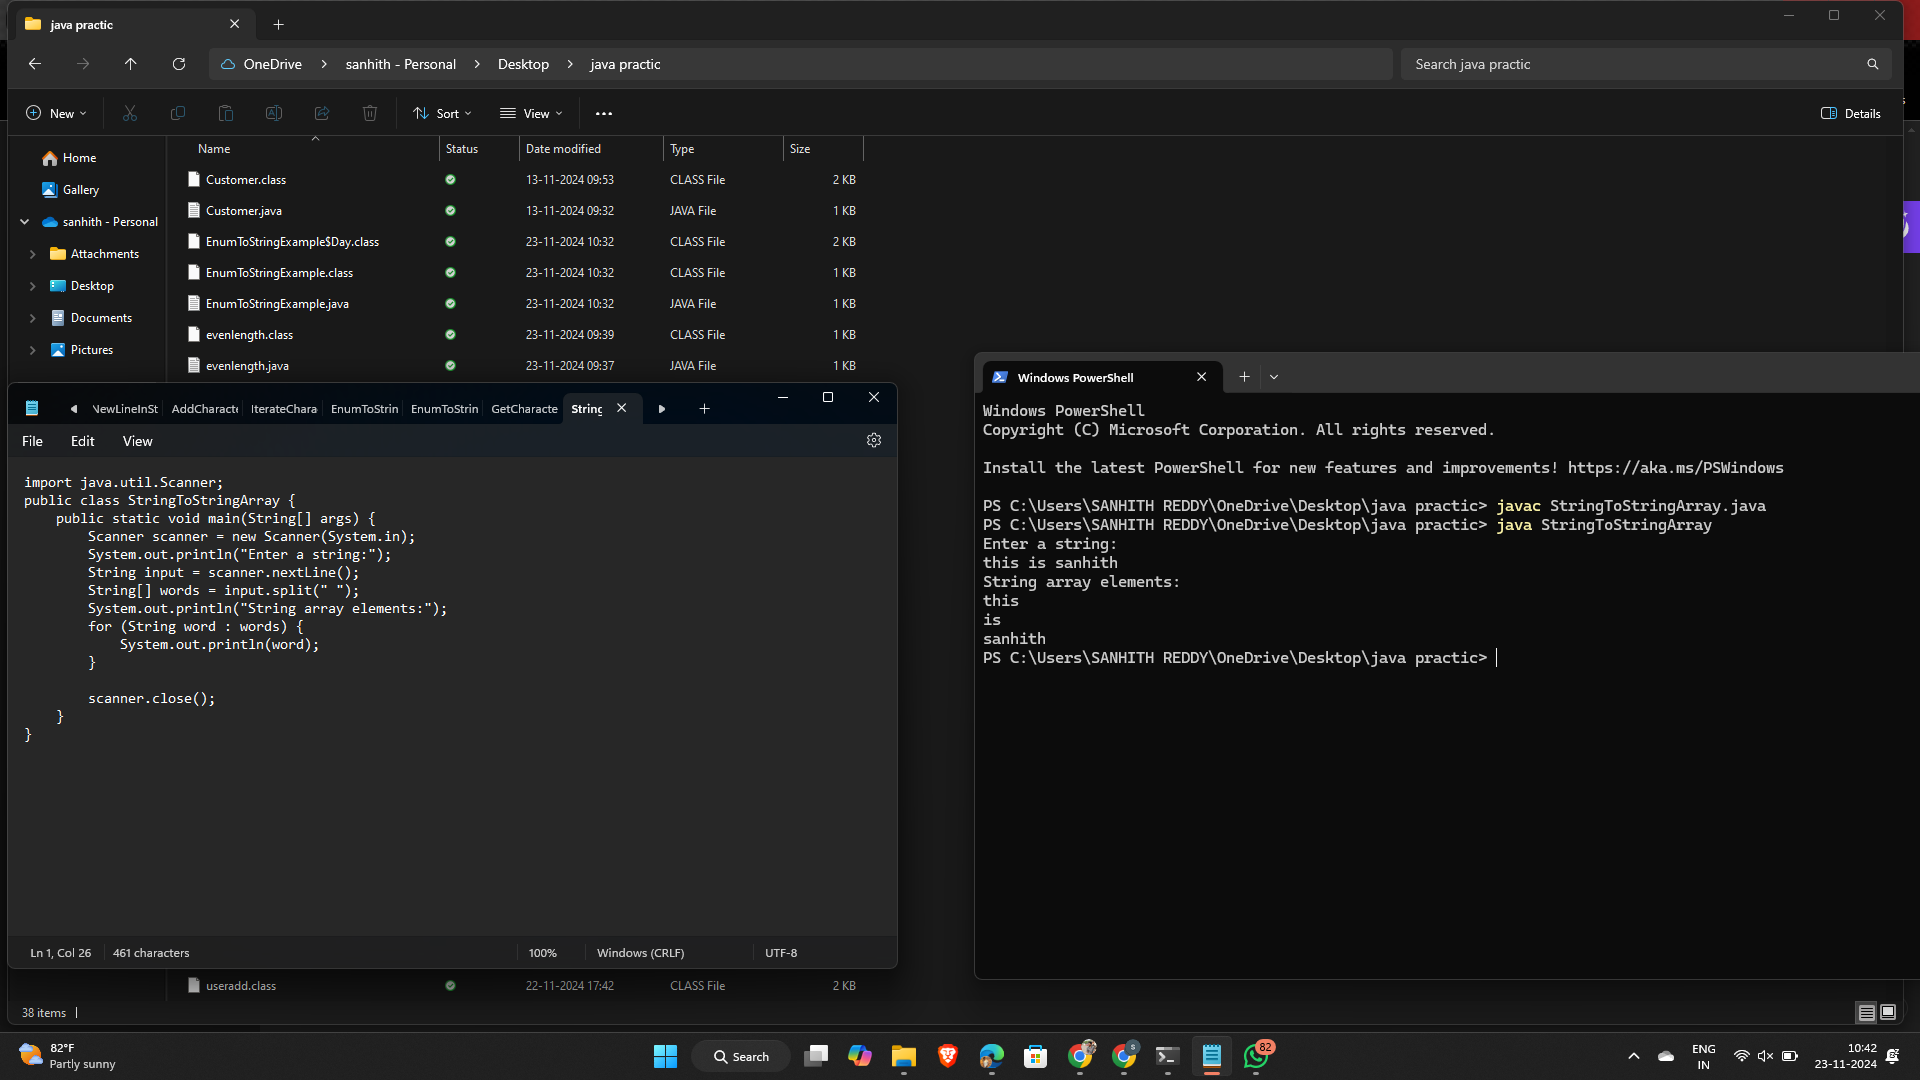 java practic
OneDrive > sanhith - Personal > Desktop > java practic
Search java practic
New
Sort
View
Details
Name Status Date modified Type Size
Home
Gallery
sanhith - Personal
Attachments
Desktop
Documents
Pictures
Customer.class 13-11-2024 09:53 CLASS File 2 KB
Customer.java 13-11-2024 09:32 JAVA File 1 KB
EnumToStringExample$Day.class 23-11-2024 10:32 CLASS File 2 KB
EnumToStringExample.class 23-11-2024 10:32 CLASS File 1 KB
EnumToStringExample.java 23-11-2024 10:32 JAVA File 1 KB
evenlength.class 23-11-2024 09:39 CLASS File 1 KB
evenlength.java 23-11-2024 09:37 JAVA File 1 KB
NewLineInSt AddCharacte IterateChara EnumToStrin EnumToStrin GetCharacte String
File Edit View
import java.util.Scanner;
public class StringToStringArray {
    public static void main(String[] args) {
        Scanner scanner = new Scanner(System.in);
        System.out.println("Enter a string:");
        String input = scanner.nextLine();
        String[] words = input.split(" ");
        System.out.println("String array elements:");
        for (String word : words) {
            System.out.println(word);
        }
        scanner.close();
    }
}
Ln 1, Col 26 461 characters 100% Windows (CRLF) UTF-8
useradd.class 22-11-2024 17:42 CLASS File 2 KB
38 items
Windows PowerShell
Windows PowerShell
Copyright (C) Microsoft Corporation. All rights reserved.
Install the latest PowerShell for new features and improvements! https://aka.ms/PSWindows
PS C:\Users\SANHITH REDDY\OneDrive\Desktop\java practic> javac StringToStringArray.java
PS C:\Users\SANHITH REDDY\OneDrive\Desktop\java practic> java StringToStringArray
Enter a string:
this is sanhith
String array elements:
this
is
sanhith
PS C:\Users\SANHITH REDDY\OneDrive\Desktop\java practic>
82°F
Partly sunny
Search
S
82
ENG
IN
10:42
23-11-2024